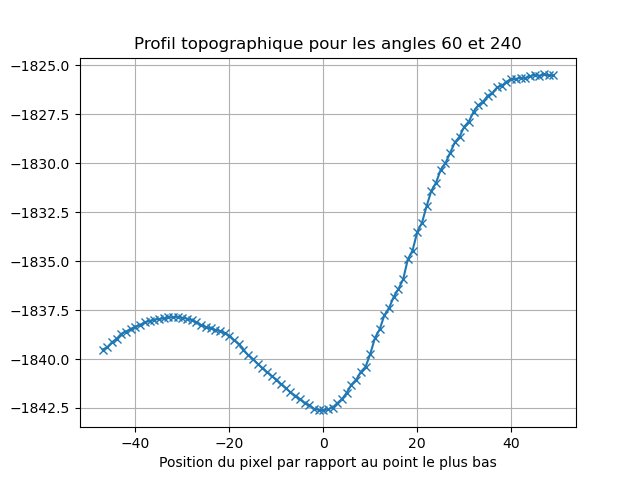 Profil topographique pour les angles 60 et 240
−1825.0
−1827.5
−1830.0
−1832.5
−1835.0
−1837.5
−1840.0
−1842.5
−40 −20 0 20 40
Position du pixel par rapport au point le plus bas